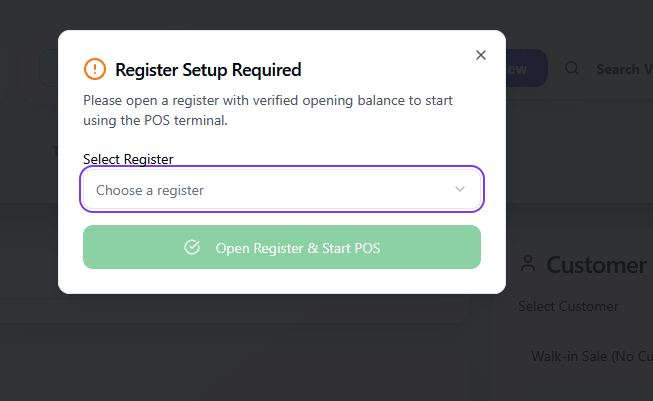 Register Setup Required
Please open a register with verified opening balance to start
using the POS terminal.
Select Register
Choose a register
Open Register & Start POS
Search V
Customer
Select Customer
Walk-in Sale (No Cu